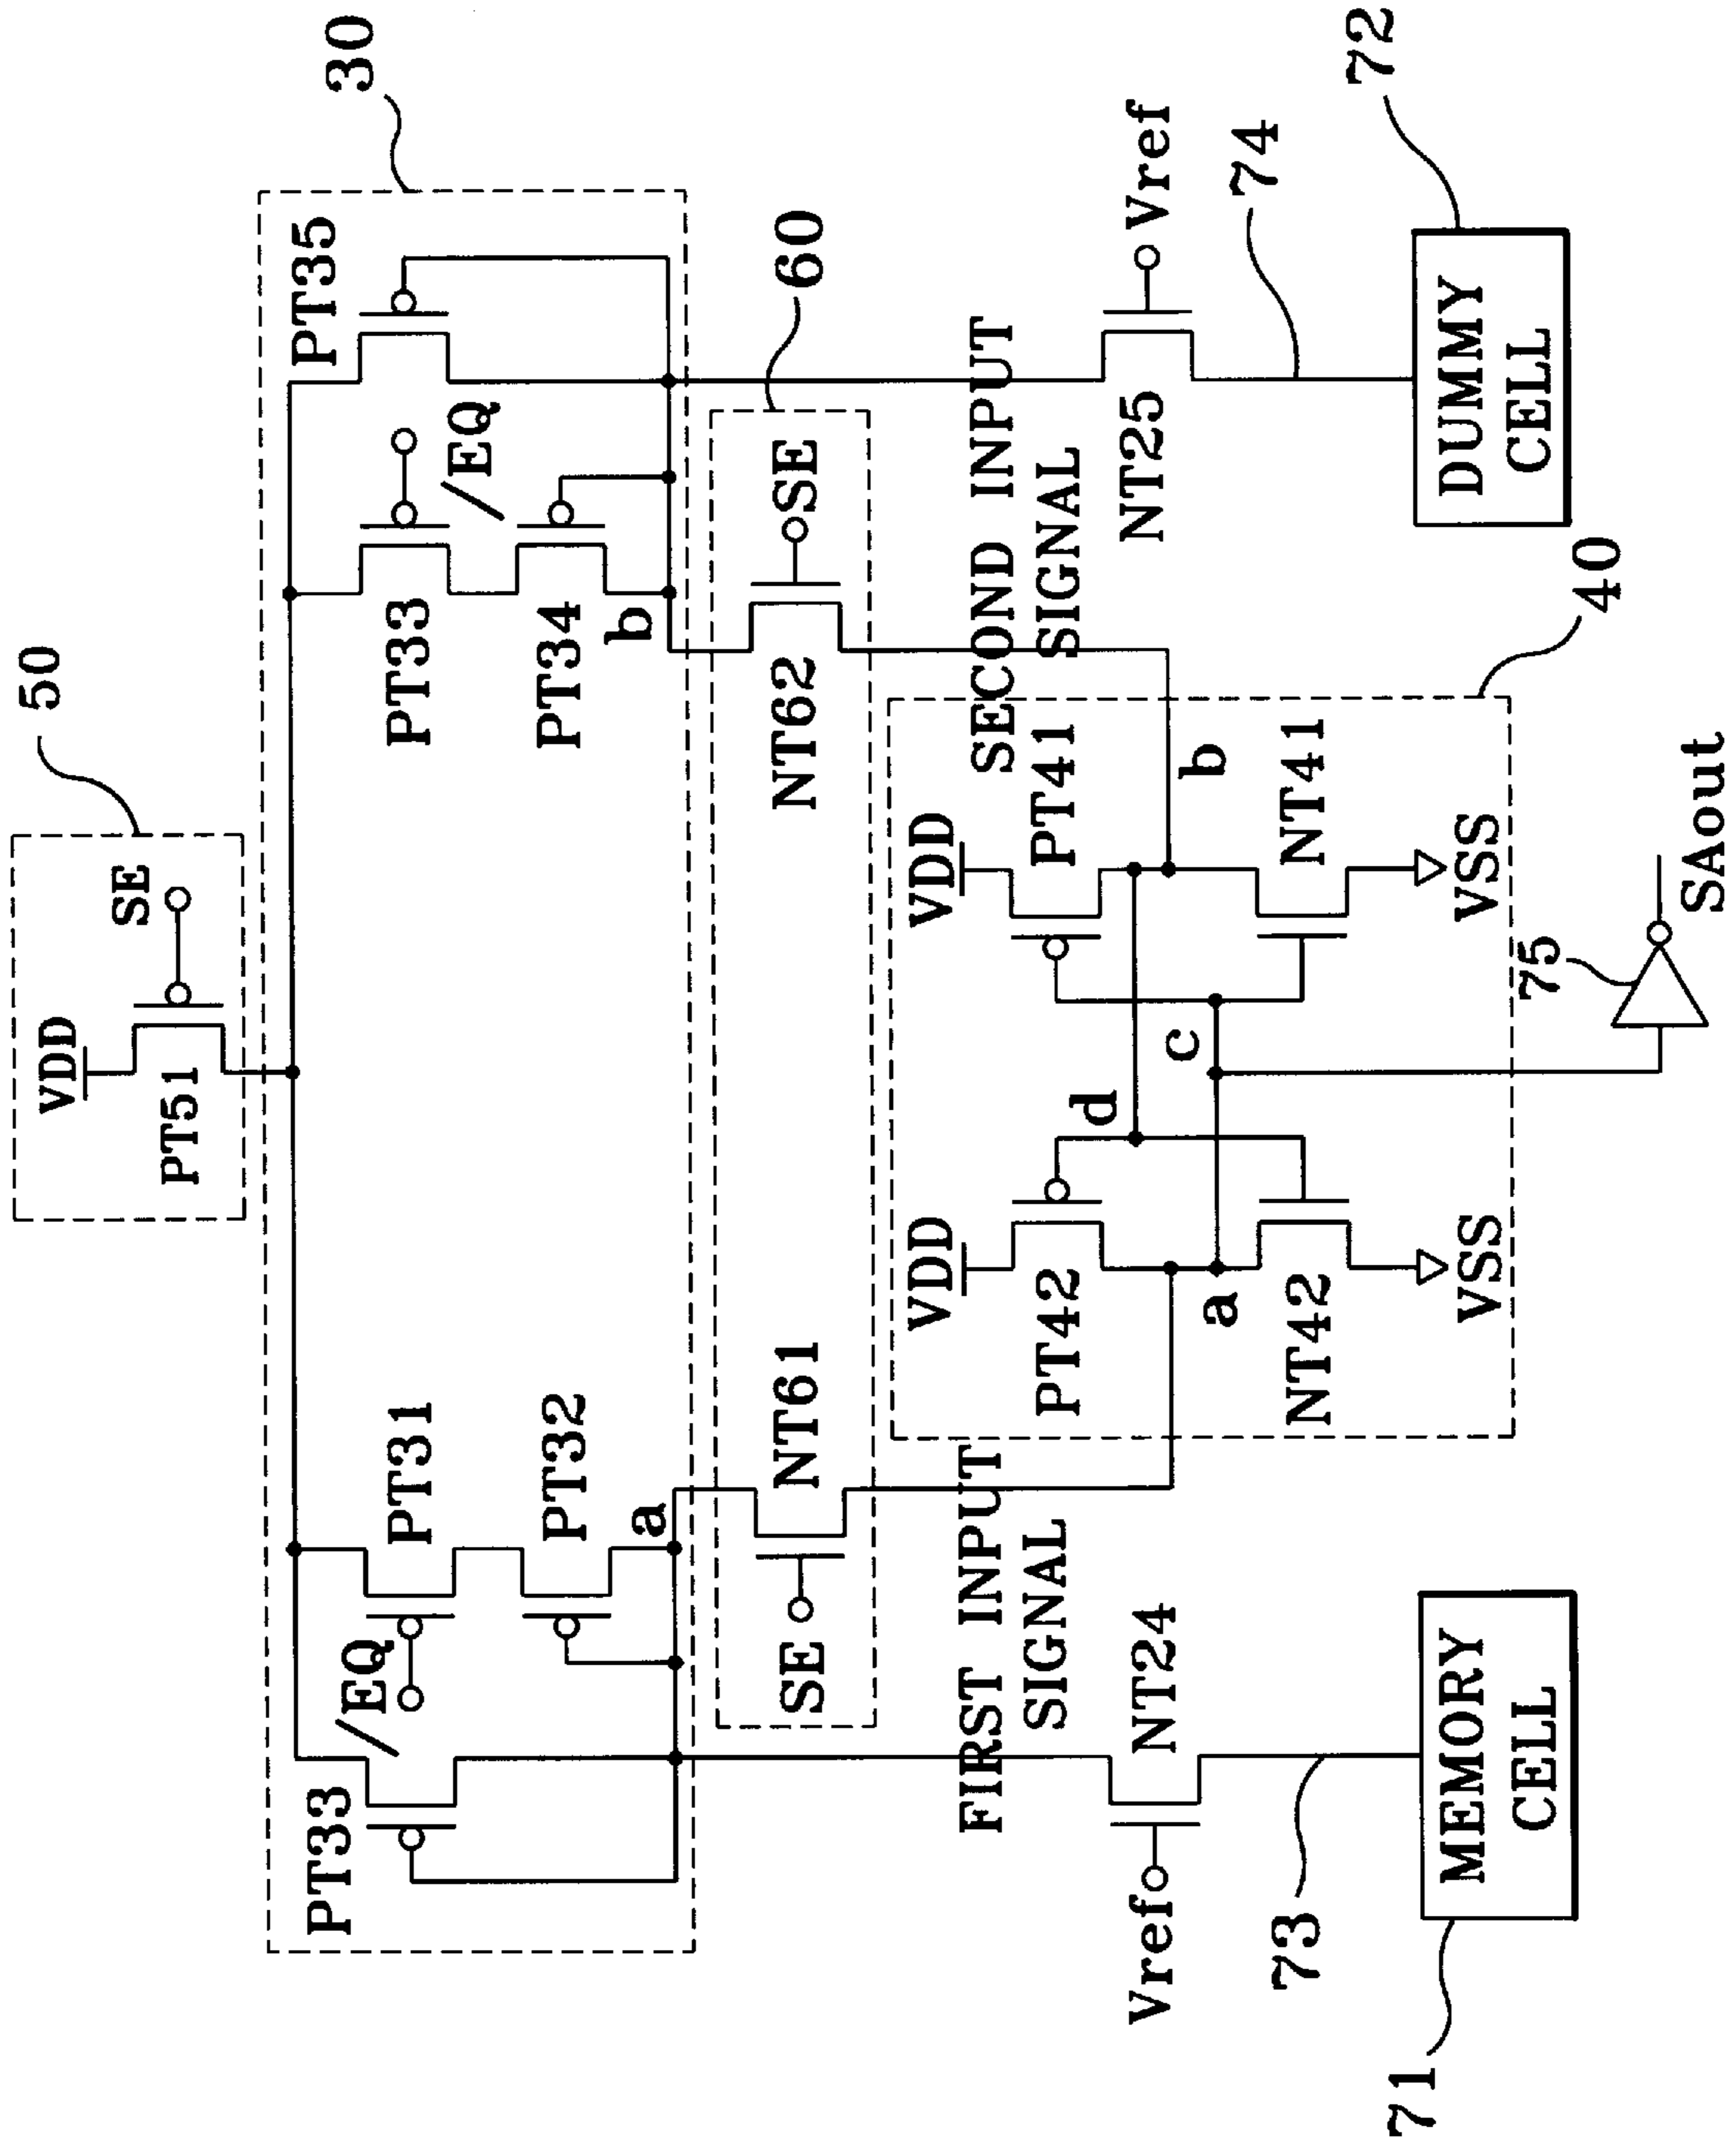 50
VDD
SE
PT51
30
PT33
/EQ
PT31
PT32
a
PT33
/EQ
PT34
b
PT35
60
SE
NT61
NT62
SE
FIRST INPUT
SIGNAL
SECOND INPUT
SIGNAL
Vref
NT24
NT25
Vref
73
74
VDD
PT42
VDD
PT41
d
c
a
b
NT42
NT41
VSS
VSS
40
71
MEMORY
CELL
75
SAout
DUMMY
CELL
72